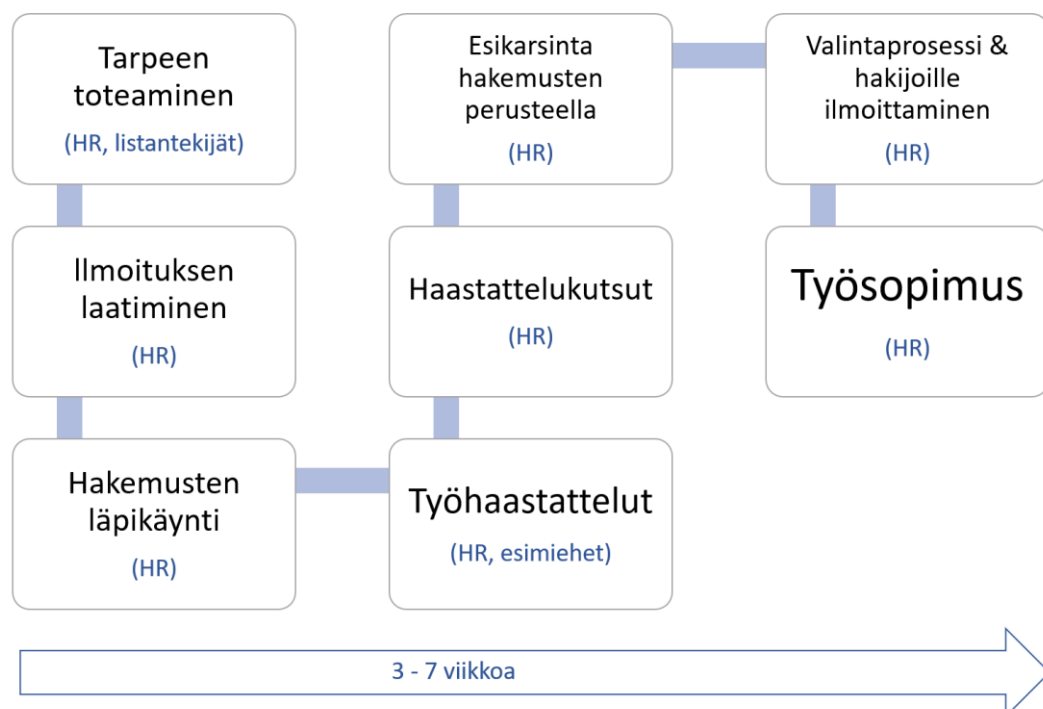 Tarpeen
toteaminen
(HR, listantekijät)
Ilmoituksen
laatiminen
(HR)
Hakemusten
läpikäynti
(HR)
Esikarsinta
hakemusten
perusteella
(HR)
Haastattelukutsut
(HR)
Työhaastattelut
(HR, esimiehet)
Valintaprosessi &
hakijoille
ilmoittaminen
(HR)
Työsopimus
(HR)
3 - 7 viikkoa